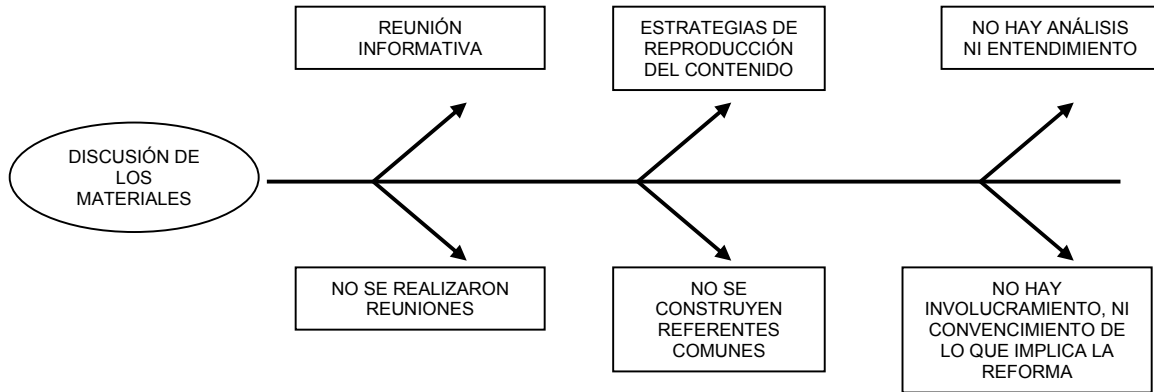 REUNIÓN
INFORMATIVA
ESTRATEGIAS DE
REPRODUCCIÓN
DEL CONTENIDO
NO HAY ANÁLISIS
NI ENTENDIMIENTO
DISCUSIÓN DE
LOS
MATERIALES
NO SE REALIZARON
REUNIONES
NO SE
CONSTRUYEN
REFERENTES
COMUNES
NO HAY
INVOLUCRAMIENTO, NI
CONVENCIMIENTO DE
LO QUE IMPLICA LA
REFORMA